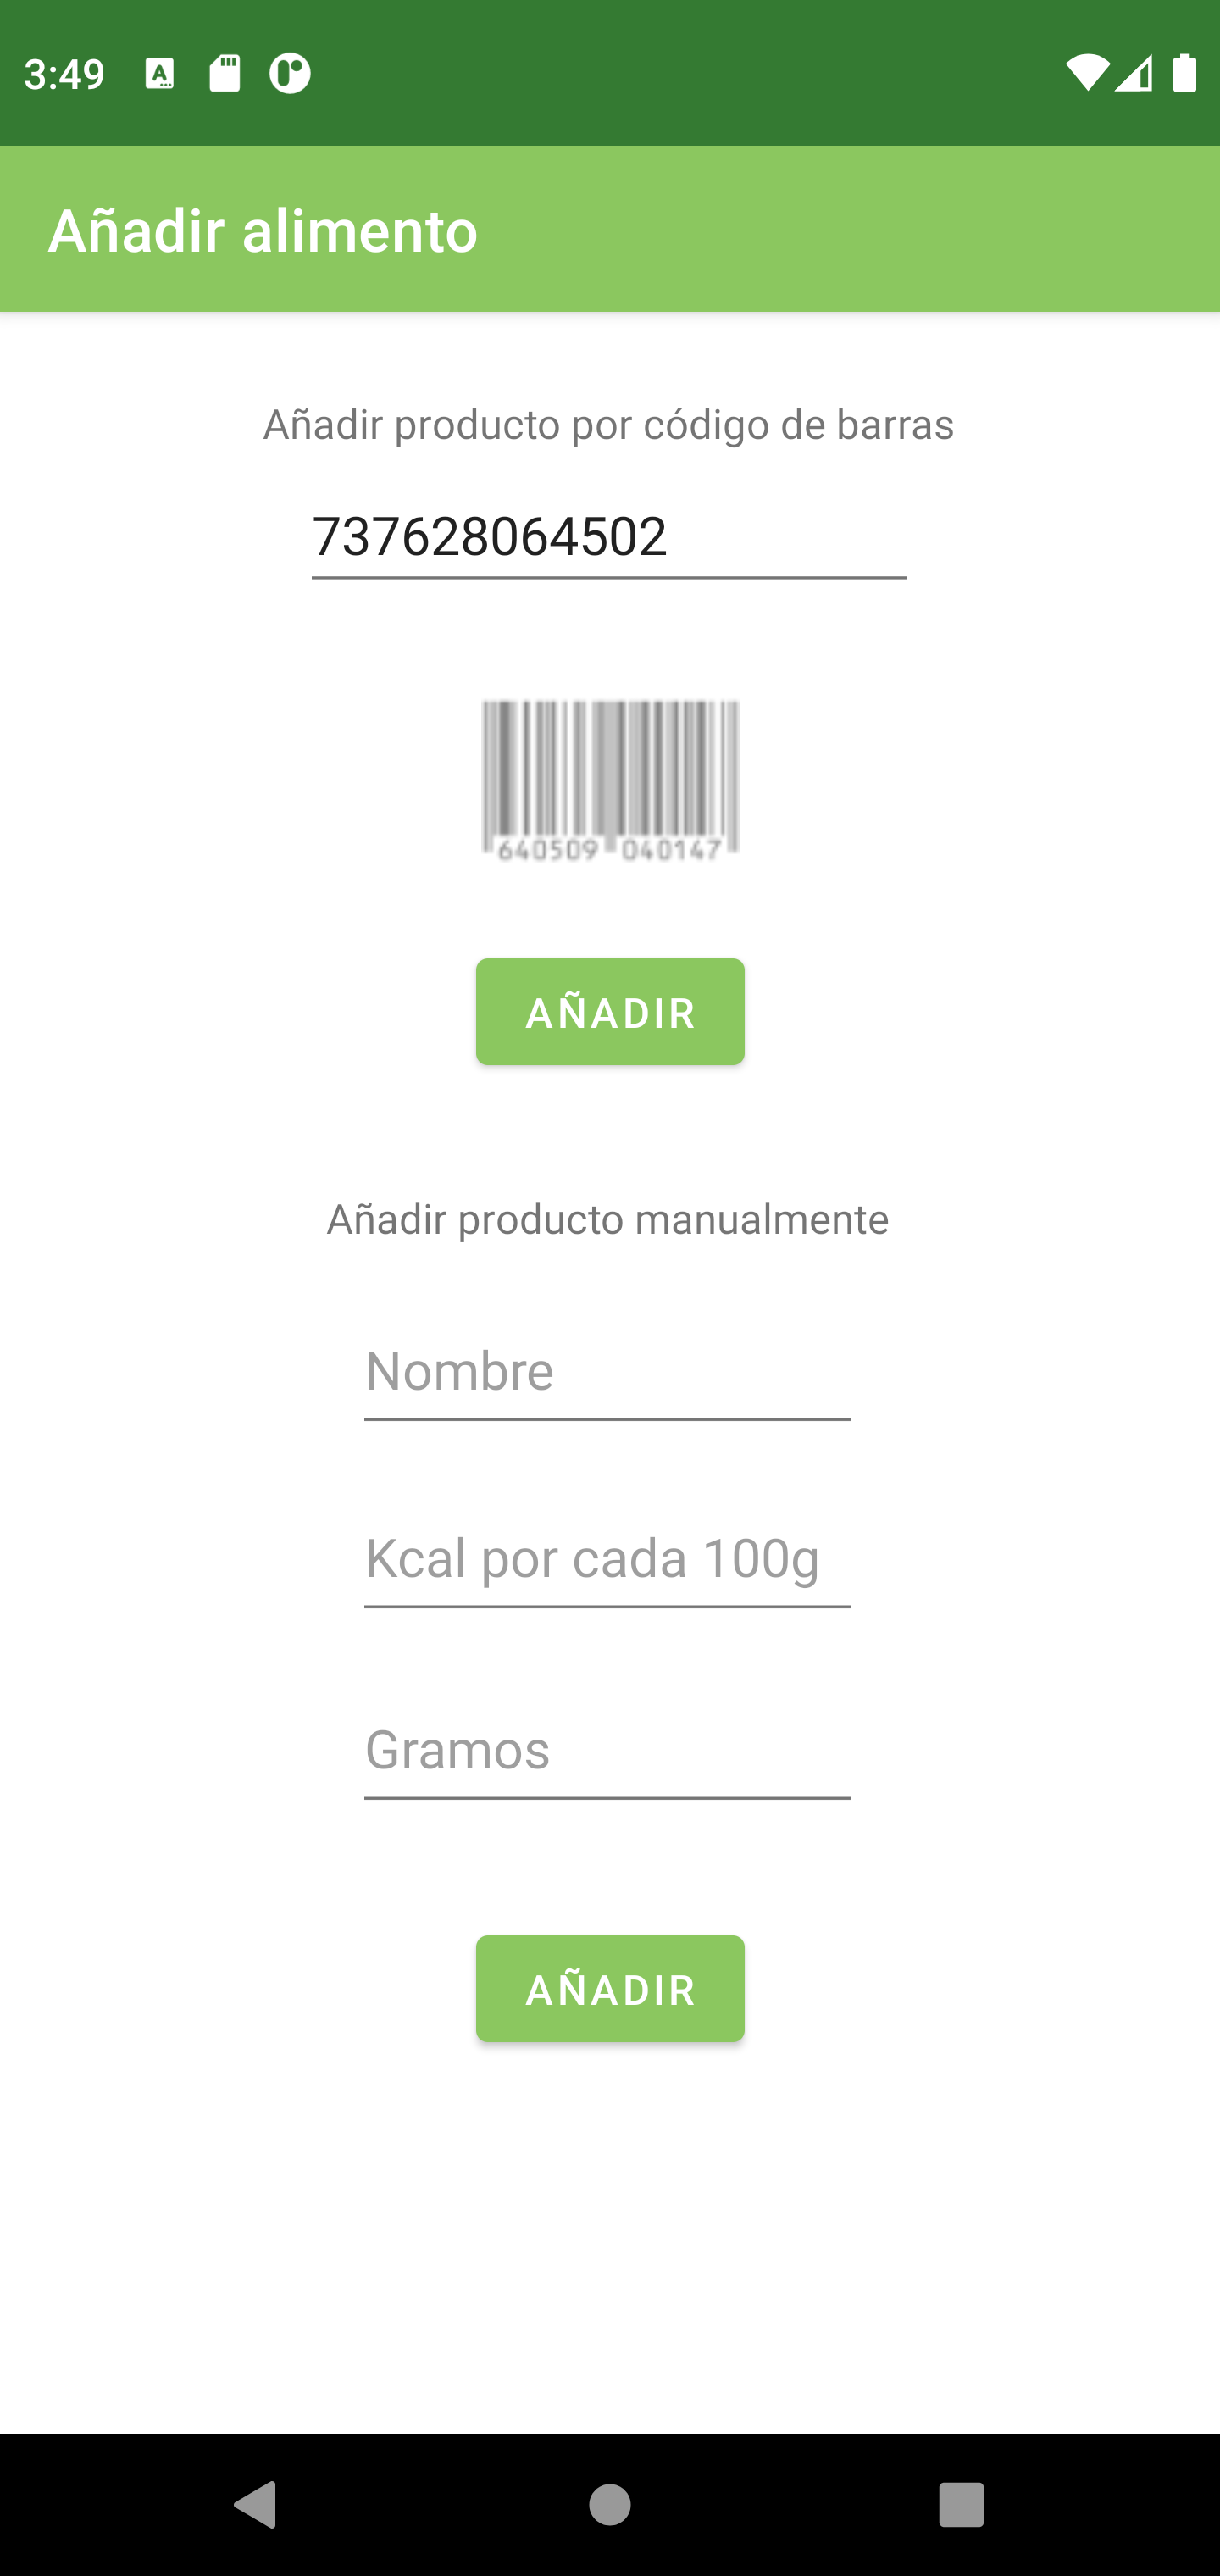 3:49
Añadir alimento
Añadir producto por código de barras
737628064502
640509 040147
AÑADIR
Añadir producto manualmente
Nombre
Kcal por cada 100g
Gramos
AÑADIR